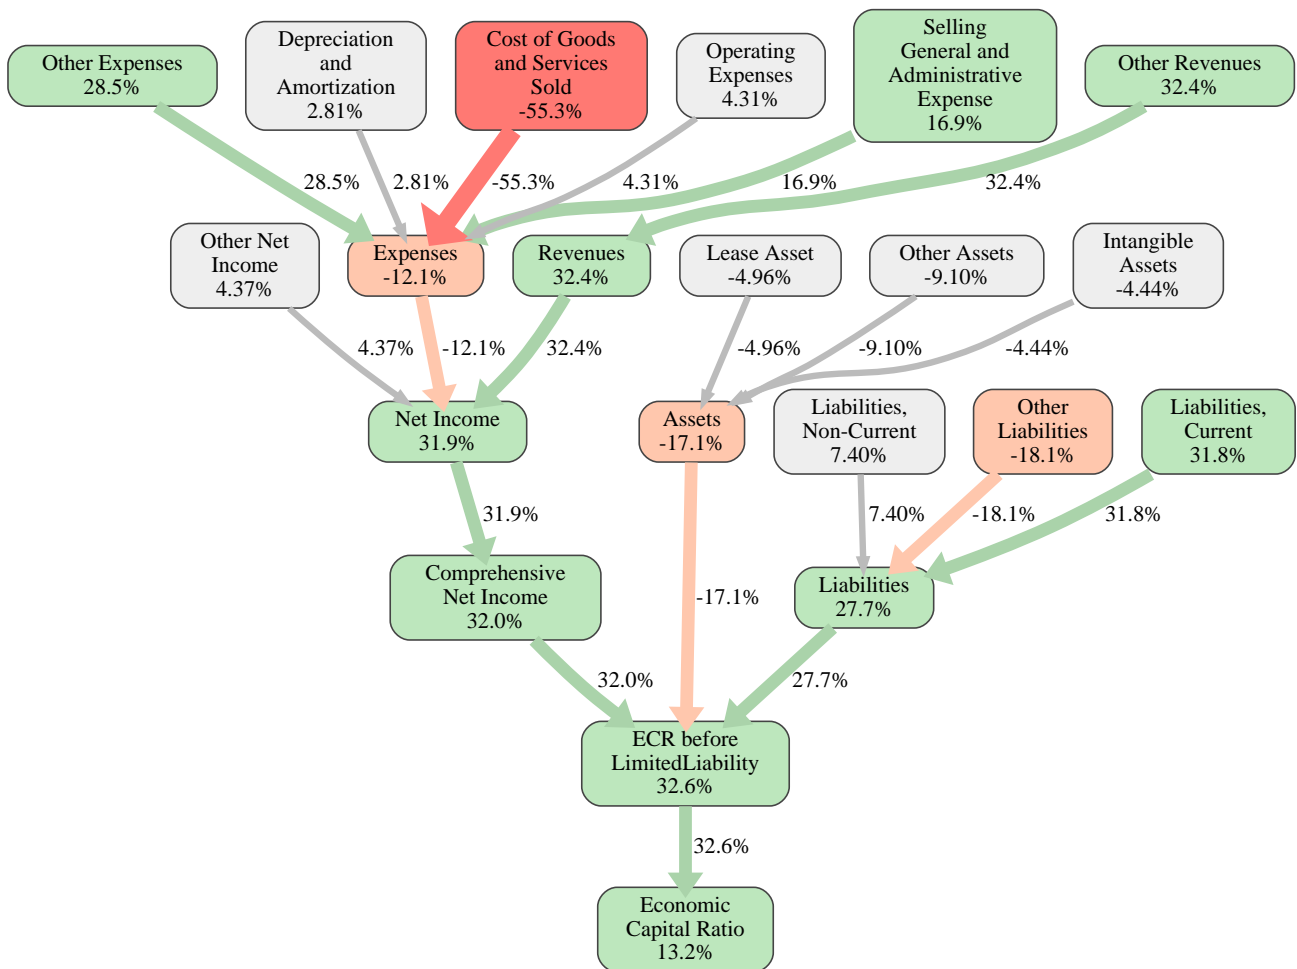 Other Expenses
28.5%
Depreciation
and
Amortization
2.81%
Cost of Goods
and Services
Sold
-55.3%
Operating
Expenses
4.31%
Selling
General and
Administrative
Expense
16.9%
Other Revenues
32.4%
28.5%
2.81%
-55.3%
4.31%
16.9%
32.4%
Other Net
Income
4.37%
Expenses
-12.1%
Revenues
32.4%
Lease Asset
-4.96%
Other Assets
-9.10%
Intangible
Assets
-4.44%
4.37%
-12.1%
32.4%
-4.96%
-9.10%
-4.44%
Net Income
31.9%
Assets
-17.1%
Liabilities,
Non-Current
7.40%
Other
Liabilities
-18.1%
Liabilities,
Current
31.8%
31.9%
7.40%
-18.1%
31.8%
Comprehensive
Net Income
32.0%
-17.1%
Liabilities
27.7%
32.0%
27.7%
ECR before
LimitedLiability
32.6%
32.6%
Economic
Capital Ratio
13.2%